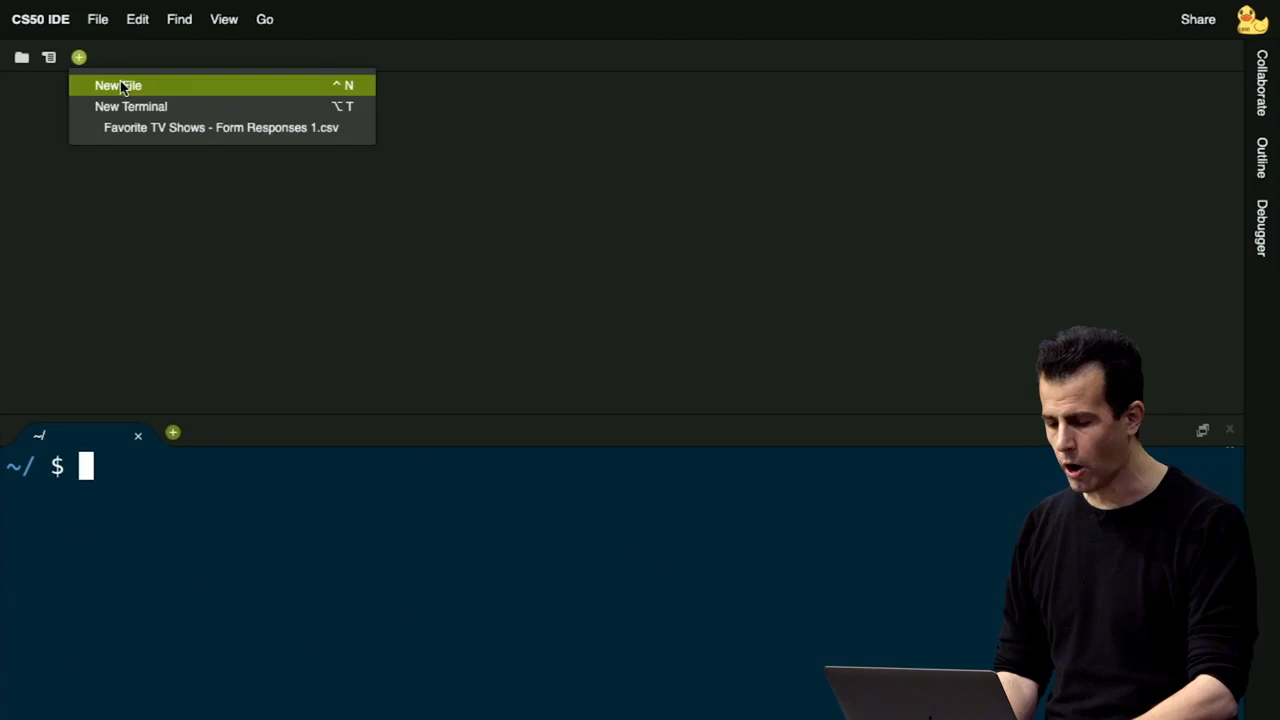 CS50 IDE File Edit Find View Go Share
New File ^ N
New Terminal ⌥ T
Favorite TV Shows - Form Responses 1.csv
Collaborate
Outline
Debugger
~/
~/ $